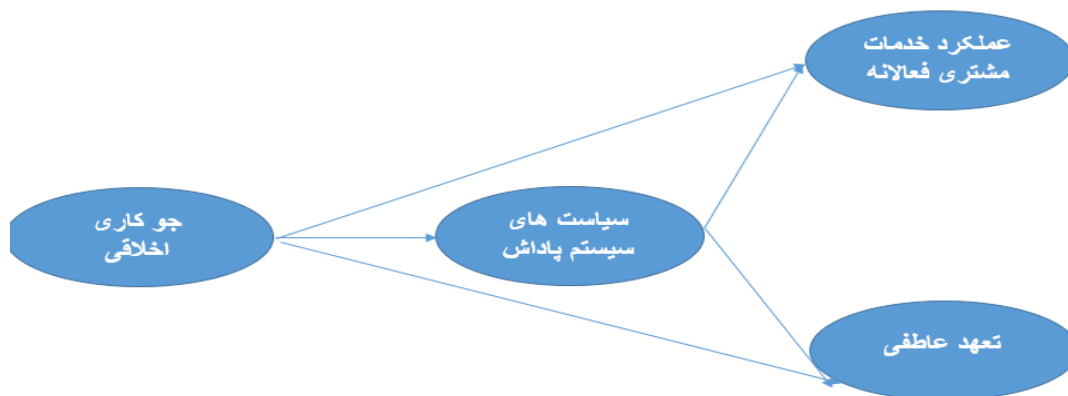 عملکرد خدمات
مشتری فعالانه
جو کاری
اخلاقی
سیاست های
سیستم پاداش
تعهد عاطفی